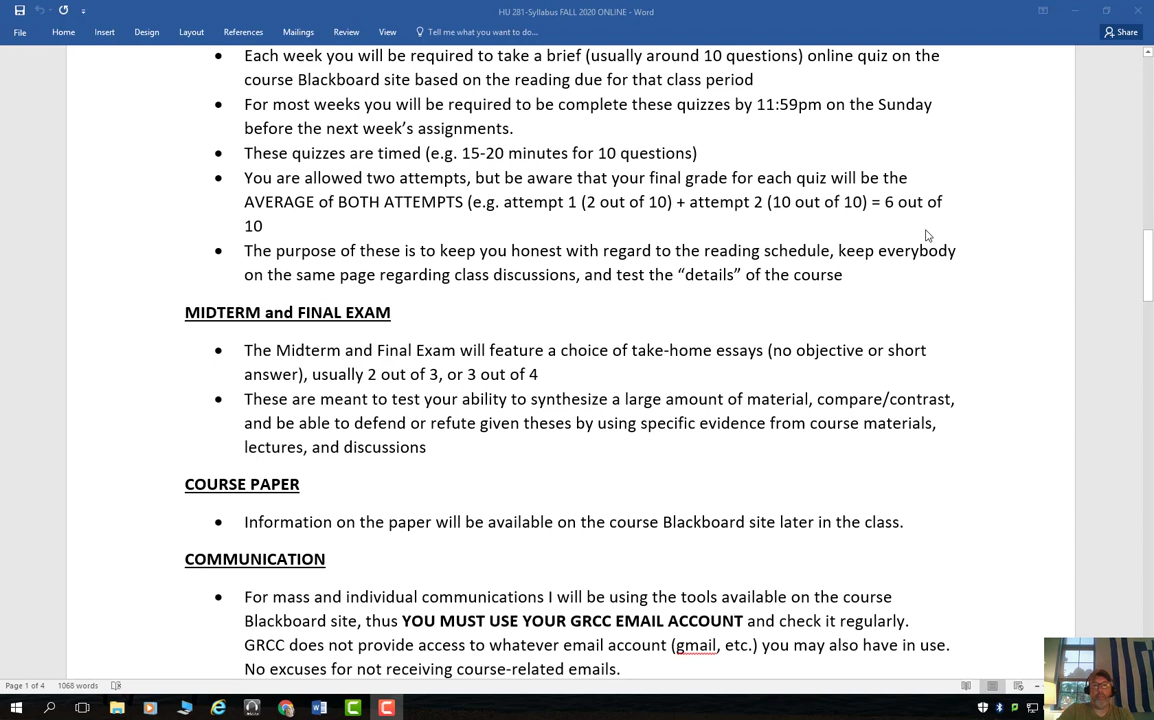 HU 281-Syllabus FALL 2020 ONLINE - Word
File Home Insert Design Layout References Mailings Review View Tell me what you want to do... Share
• Each week you will be required to take a brief (usually around 10 questions) online quiz on the
course Blackboard site based on the reading due for that class period
• For most weeks you will be required to be complete these quizzes by 11:59pm on the Sunday
before the next week’s assignments.
• These quizzes are timed (e.g. 15-20 minutes for 10 questions)
• You are allowed two attempts, but be aware that your final grade for each quiz will be the
AVERAGE of BOTH ATTEMPTS (e.g. attempt 1 (2 out of 10) + attempt 2 (10 out of 10) = 6 out of
10
• The purpose of these is to keep you honest with regard to the reading schedule, keep everybody
on the same page regarding class discussions, and test the “details” of the course
MIDTERM and FINAL EXAM
• The Midterm and Final Exam will feature a choice of take-home essays (no objective or short
answer), usually 2 out of 3, or 3 out of 4
• These are meant to test your ability to synthesize a large amount of material, compare/contrast,
and be able to defend or refute given theses by using specific evidence from course materials,
lectures, and discussions
COURSE PAPER
• Information on the paper will be available on the course Blackboard site later in the class.
COMMUNICATION
• For mass and individual communications I will be using the tools available on the course
Blackboard site, thus YOU MUST USE YOUR GRCC EMAIL ACCOUNT and check it regularly.
GRCC does not provide access to whatever email account (gmail, etc.) you may also have in use.
No excuses for not receiving course-related emails.
Page 1 of 4 1068 words